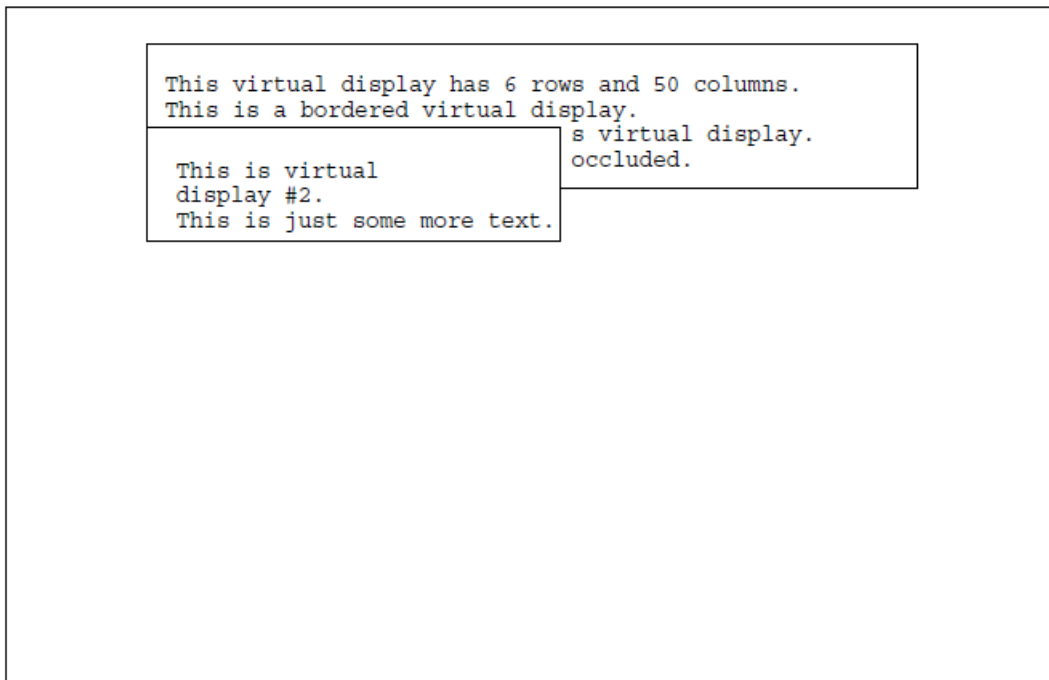 This virtual display has 6 rows and 50 columns.
This is a bordered virtual display.
s virtual display.
occluded.
This is virtual
display #2.
This is just some more text.